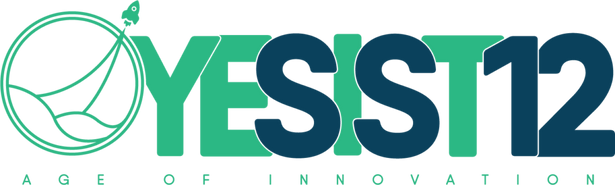 YESIST12
AGE OF INNOVATION